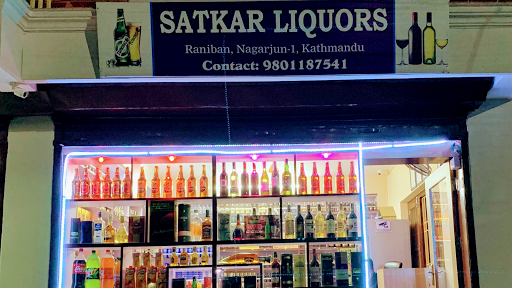 SATKAR LIQUORS
Raniban, Nagarjun-1, Kathmandu
Contact: 9801187541